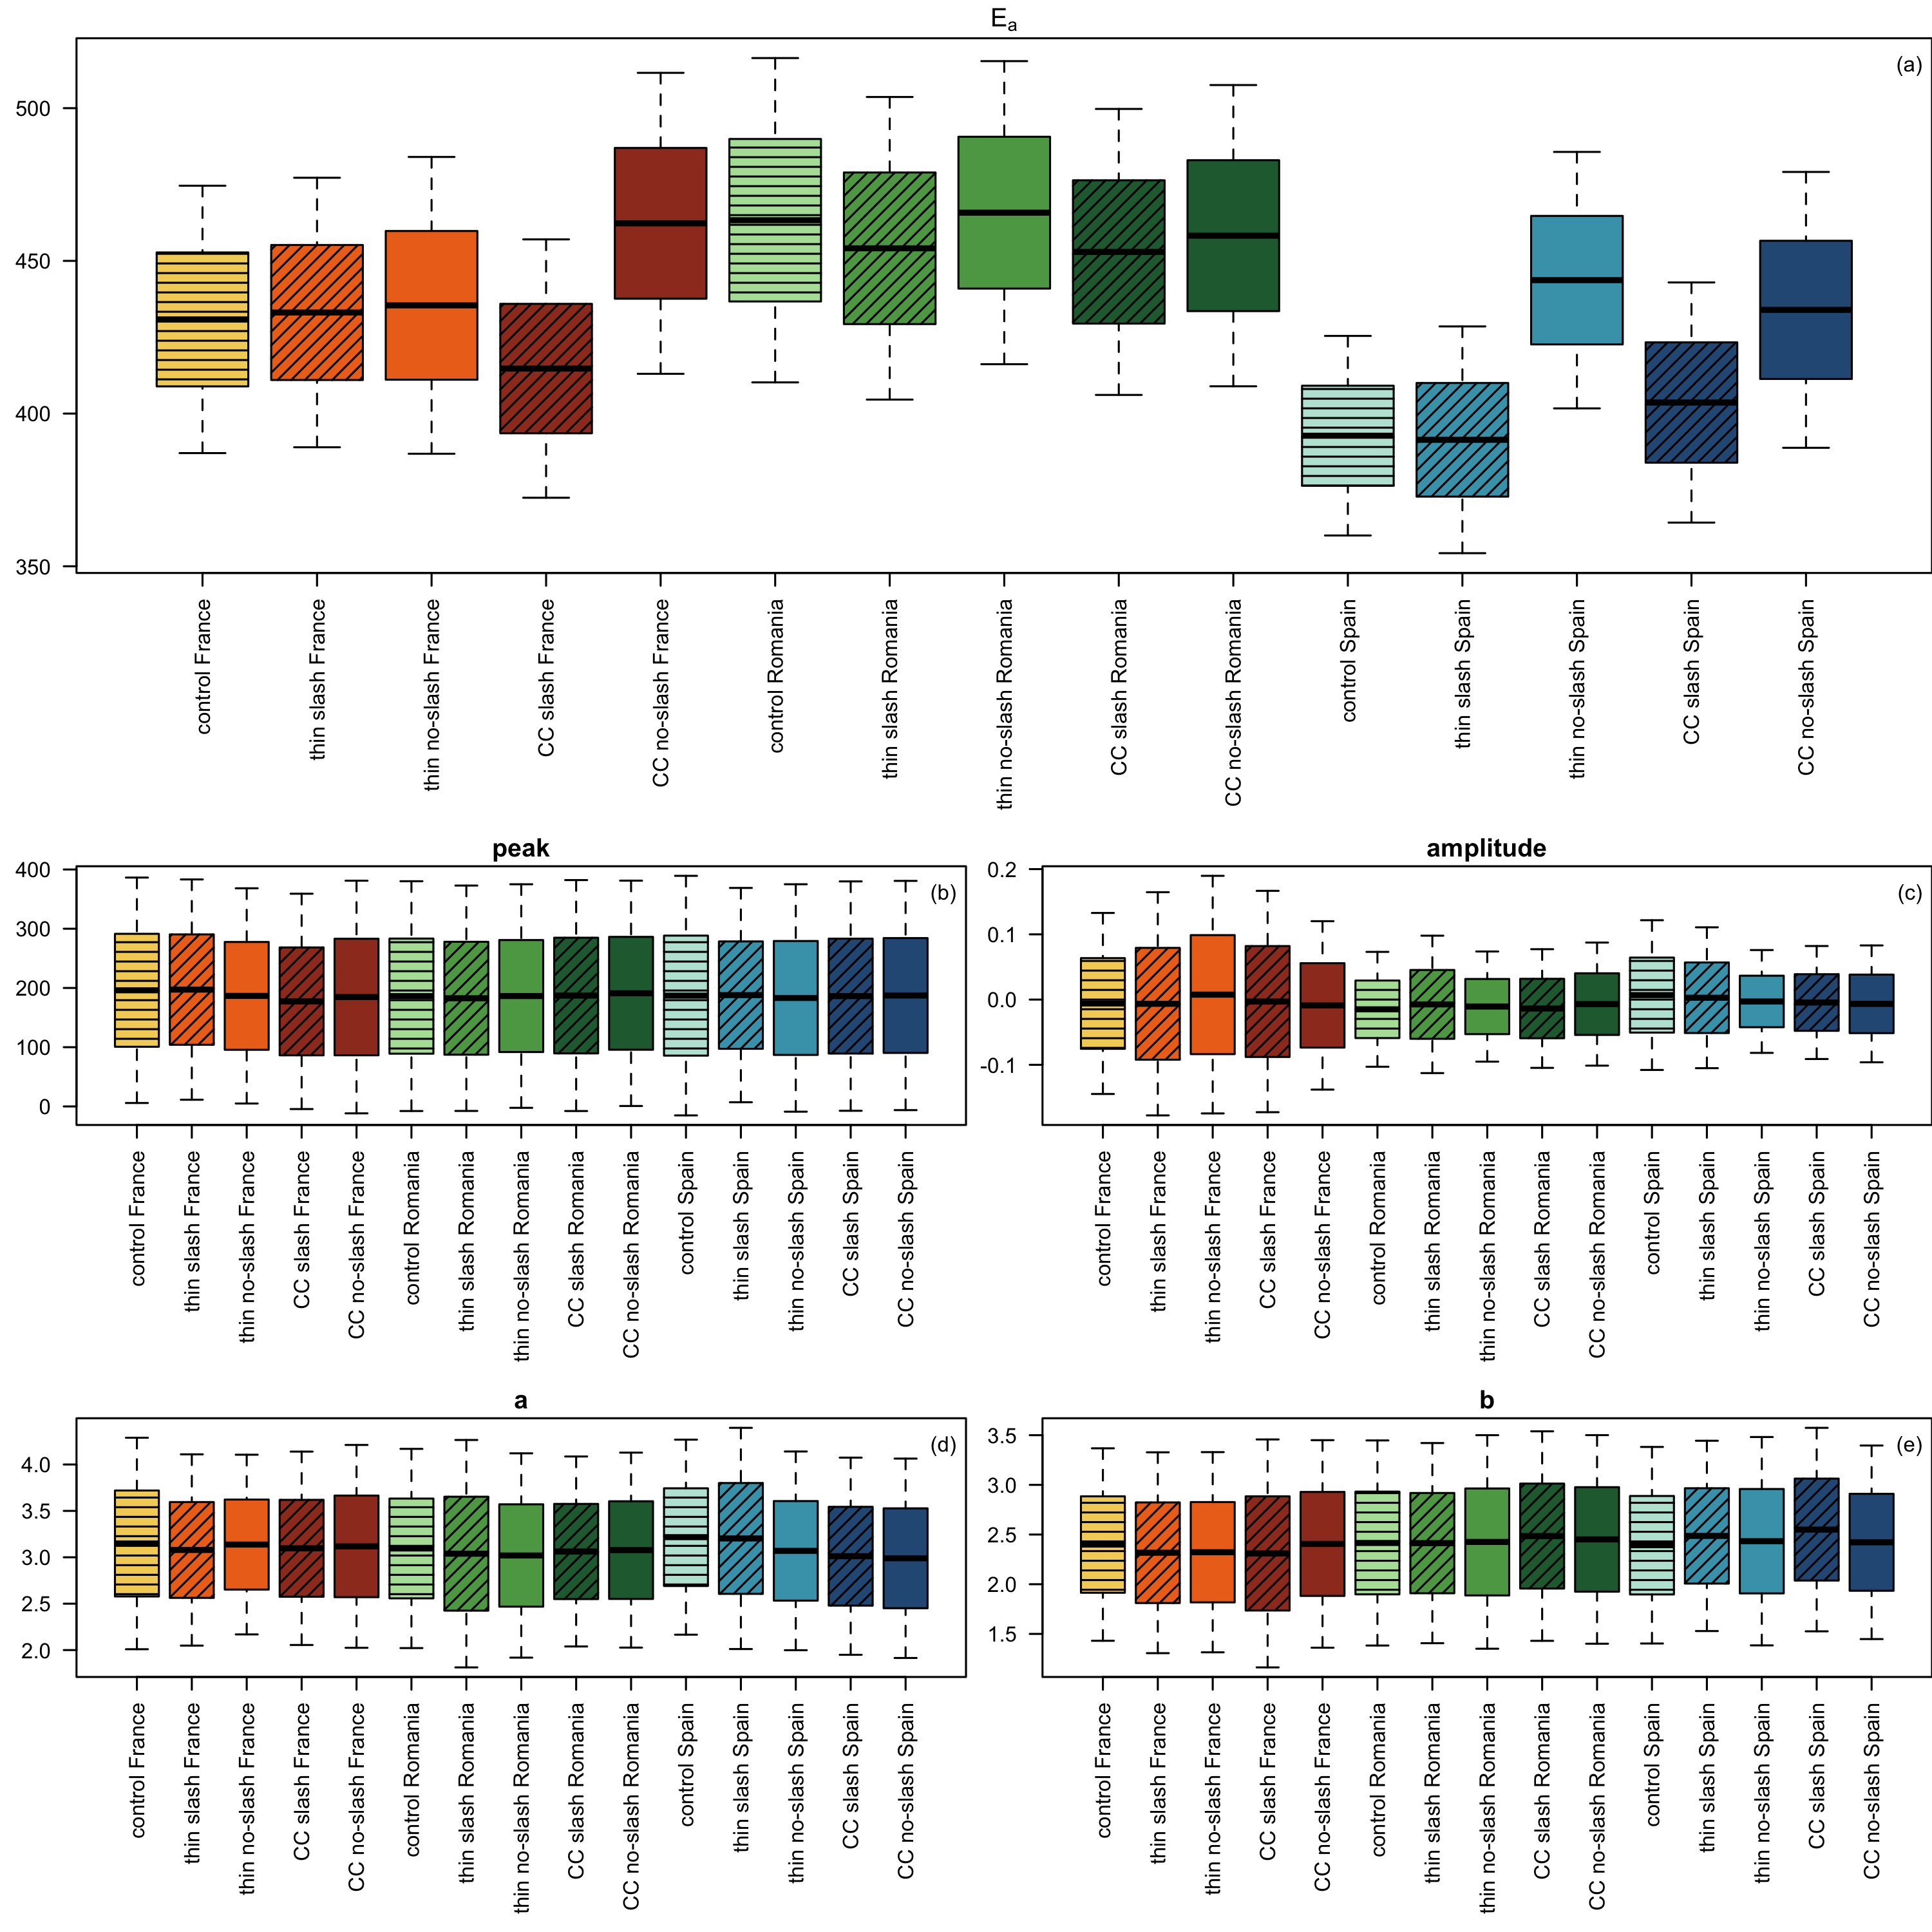 Ea
(a)
500
450
400
350
control France
thin slash France
thin no-slash France
CC slash France
CC no-slash France
control Romania
thin slash Romania
thin no-slash Romania
CC slash Romania
CC no-slash Romania
control Spain
thin slash Spain
thin no-slash Spain
CC slash Spain
CC no-slash Spain
peak
(b)
400
300
200
100
0
control France
thin slash France
thin no-slash France
CC slash France
CC no-slash France
control Romania
thin slash Romania
thin no-slash Romania
CC slash Romania
CC no-slash Romania
control Spain
thin slash Spain
thin no-slash Spain
CC slash Spain
CC no-slash Spain
amplitude
(c)
0.2
0.1
0.0
-0.1
control France
thin slash France
thin no-slash France
CC slash France
CC no-slash France
control Romania
thin slash Romania
thin no-slash Romania
CC slash Romania
CC no-slash Romania
control Spain
thin slash Spain
thin no-slash Spain
CC slash Spain
CC no-slash Spain
a
(d)
4.0
3.5
3.0
2.5
2.0
control France
thin slash France
thin no-slash France
CC slash France
CC no-slash France
control Romania
thin slash Romania
thin no-slash Romania
CC slash Romania
CC no-slash Romania
control Spain
thin slash Spain
thin no-slash Spain
CC slash Spain
CC no-slash Spain
b
(e)
3.5
3.0
2.5
2.0
1.5
control France
thin slash France
thin no-slash France
CC slash France
CC no-slash France
control Romania
thin slash Romania
thin no-slash Romania
CC slash Romania
CC no-slash Romania
control Spain
thin slash Spain
thin no-slash Spain
CC slash Spain
CC no-slash Spain